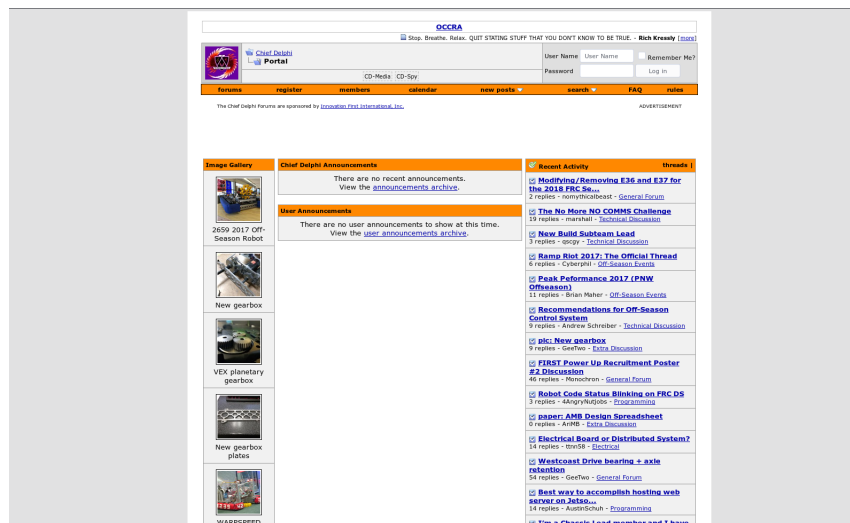 OCCRA
Stop. Breathe. Relax. QUIT STATING STUFF THAT YOU DON'T KNOW TO BE TRUE. - Rich Kressly [more]
Chief Delphi
Portal
CD-Media CD-Spy
User Name User Name Remember Me?
Password Log in
forums register members calendar new posts search FAQ rules
The Chief Delphi Forums are sponsored by Innovation First International, Inc.
ADVERTISEMENT
Image Gallery
2659 2017 Off-
Season Robot
New gearbox
VEX planetary
gearbox
New gearbox
plates
WARPSPEED
Chief Delphi Announcements
There are no recent announcements.
View the announcements archive.
User Announcements
There are no user announcements to show at this time.
View the user announcements archive.
Recent Activity threads |
Modifying/Removing E36 and E37 for
the 2018 FRC Se...
2 replies - nomythicalbeast - General Forum
The No More NO COMMS Challenge
19 replies - marshall - Technical Discussion
New Build Subteam Lead
3 replies - qscgy - Technical Discussion
Ramp Riot 2017: The Official Thread
6 replies - Cyberphil - Off-Season Events
Peak Peformance 2017 (PNW
Offseason)
11 replies - Brian Maher - Off-Season Events
Recommendations for Off-Season
Control System
9 replies - Andrew Schreiber - Technical Discussion
pic: New gearbox
9 replies - GeeTwo - Extra Discussion
FIRST Power Up Recruitment Poster
#2 Discussion
46 replies - Monochron - General Forum
Robot Code Status Blinking on FRC DS
3 replies - 4AngryNutjobs - Programming
paper: AMB Design Spreadsheet
0 replies - AriMB - Extra Discussion
Electrical Board or Distributed System?
14 replies - ttnn58 - Electrical
Westcoast Drive bearing + axle
retention
54 replies - GeeTwo - General Forum
Best way to accomplish hosting web
server on Jetso...
14 replies - AustinSchuh - Programming
I'm a Chassis Lead member and I have